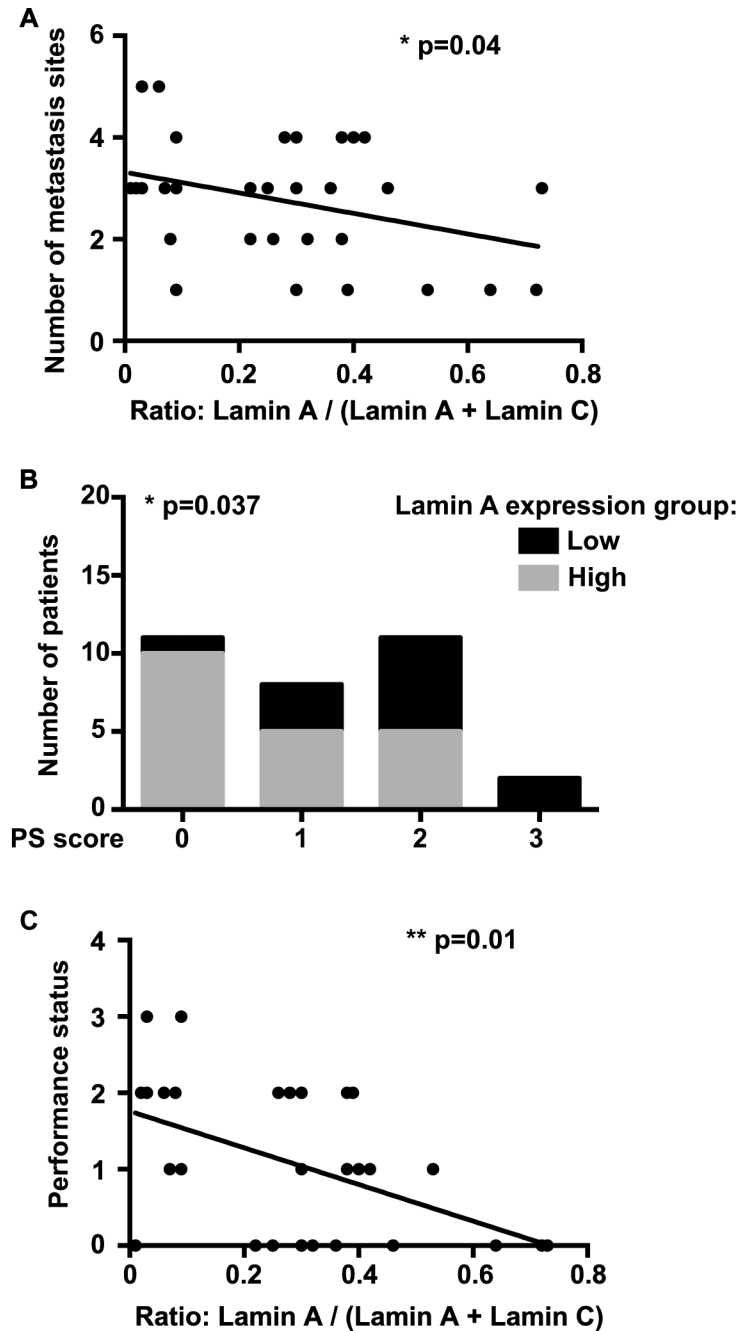 A
* p=0.04
Number of metastasis sites
6
4
2
0
0 0.2 0.4 0.6 0.8
Ratio: Lamin A / (Lamin A + Lamin C)
B
* p=0.037
Lamin A expression group:
Low
High
Number of patients
20
15
10
5
0
PS score 0 1 2 3
C
** p=0.01
Performance status
4
3
2
1
0
0 0.2 0.4 0.6 0.8
Ratio: Lamin A / (Lamin A + Lamin C)